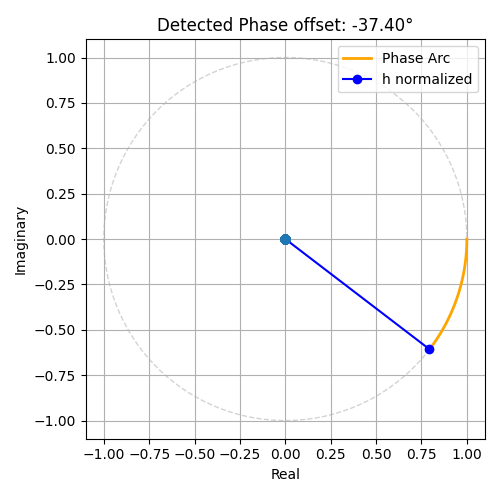 Detected Phase offset: -37.40°
Phase Arc
h normalized
1.00
0.75
0.50
0.25
0.00
−0.25
−0.50
−0.75
−1.00
Imaginary
−1.00 −0.75 −0.50 −0.25 0.00 0.25 0.50 0.75 1.00
Real